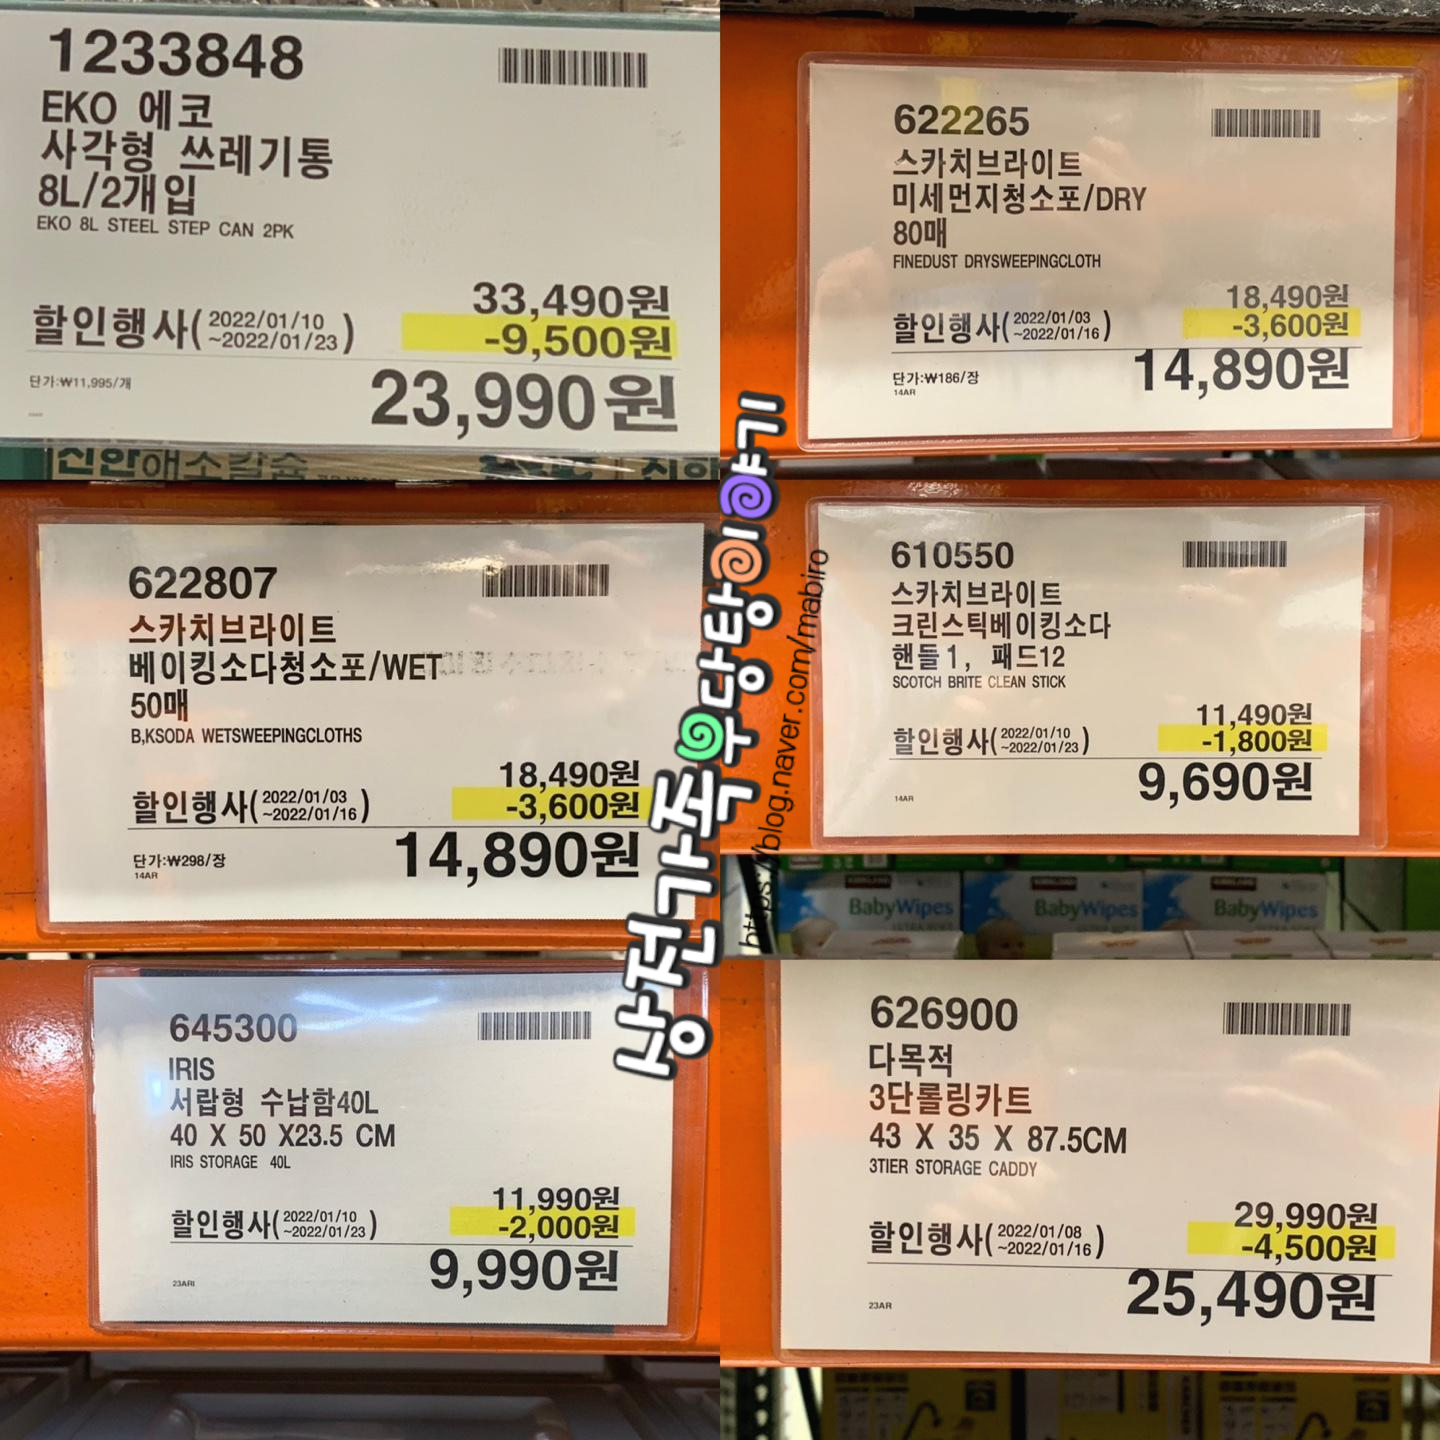 1233848
EKO 에코
사각형 쓰레기통
8L/2개입
EKO 8L STEEL STEP CAN 2PK
33,490원
할인행사(2022/01/10 ~2022/01/23)
-9,500원
단가:₩11,995/개
23,990원
신한애소갈슘
622265
스카치브라이트
미세먼지청소포/DRY
80매
FINEDUST DRYSWEEPINGCLOTH
18,490원
할인행사(2022/01/03 ~2022/01/16)
-3,600원
14,890원
단가:₩186/장
14AR
622807
스카치브라이트
베이킹소다청소포/WET
50매
B,KSODA WETSWEEPINGCLOTHS
18,490원
할인행사(2022/01/03 ~2022/01/16)
-3,600원
14,890원
단가:₩298/장
14AR
610550
스카치브라이트
크린스틱베이킹소다
핸들1, 패드12
SCOTCH BRITE CLEAN STICK
11,490원
할인행사(2022/01/10 ~2022/01/23)
-1,800원
9,690원
14AR
KIRKLAND
BabyWipes
KIRKLAND
BabyWipes
KIRKLAND
BabyWipes
645300
IRIS
서랍형 수납함40L
40 X 50 X23.5 CM
IRIS STORAGE 40L
11,990원
할인행사(2022/01/10 ~2022/01/23)
-2,000원
9,990원
23ARI
626900
다목적
3단롤링카트
43 X 35 X 87.5CM
3TIER STORAGE CADDY
29,990원
할인행사(2022/01/08 ~2022/01/16)
-4,500원
25,490원
23AR
상전가족우당탕이야기
https://blog.naver.com/mabiro